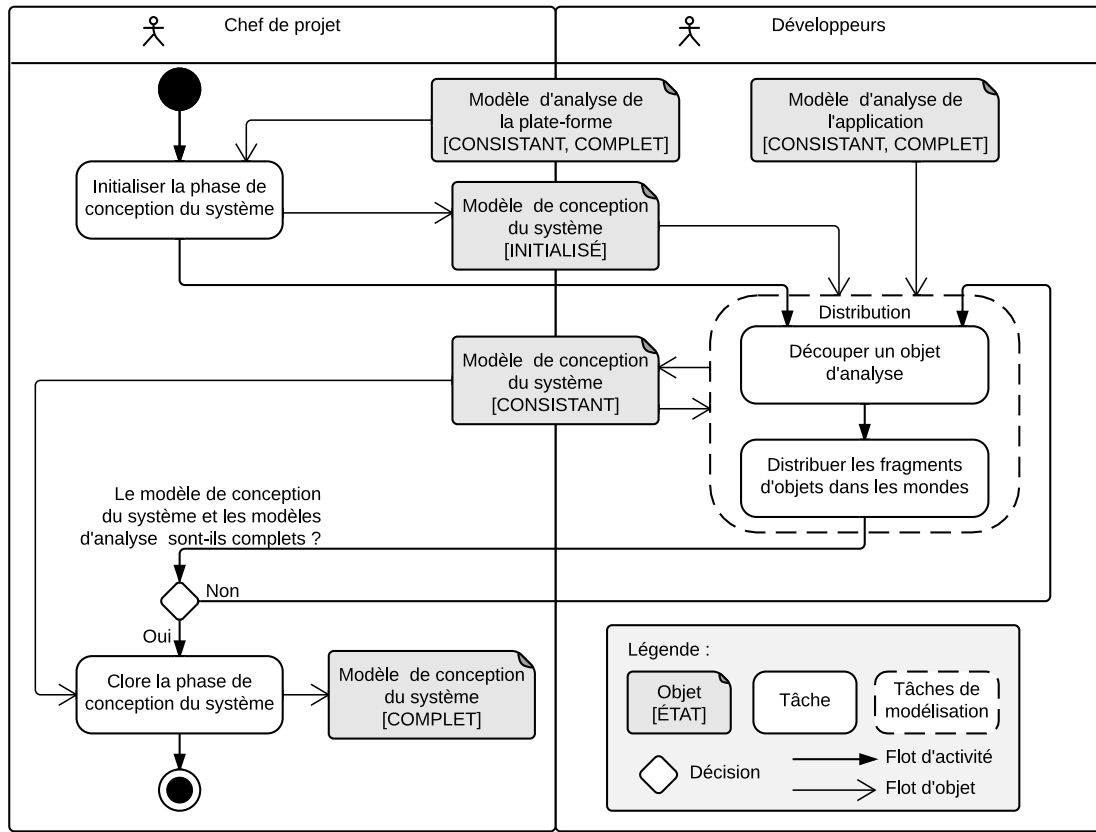 Chef de projet
Développeurs
Modèle d'analyse de
la plate-forme
[CONSISTANT, COMPLET]
Modèle d'analyse de
l'application
[CONSISTANT, COMPLET]
Initialiser la phase de
conception du système
Modèle de conception
du système
[INITIALISÉ]
Distribution
Découper un objet
d'analyse
Modèle de conception
du système
[CONSISTANT]
Distribuer les fragments
d'objets dans les mondes
Le modèle de conception
du système et les modèles
d'analyse sont-ils complets ?
Non
Oui
Clore la phase de
conception du système
Modèle de conception
du système
[COMPLET]
Légende :
Objet
[ÉTAT]
Tâche
Tâches de
modélisation
Décision
Flot d'activité
Flot d'objet